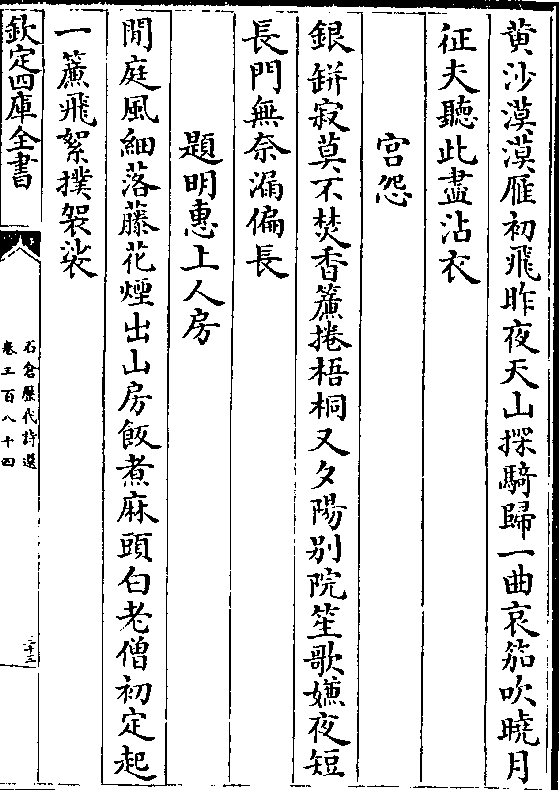 黄沙漠漠雁初飛昨夜天山探騎歸一曲哀笳吹曉月
征夫聽此盡沾衣
宫怨
銀缾寂莫不焚香簾捲梧桐又夕陽別院笙歌嫌夜短
長門無奈漏偏長
題明惠上人房
閒庭風細落藤花煙出山房飯煮麻頭白老僧初定起
一簾飛絮撲袈裟
欽定四庫全書
石倉歷代詩選
卷三百八十四
三十三